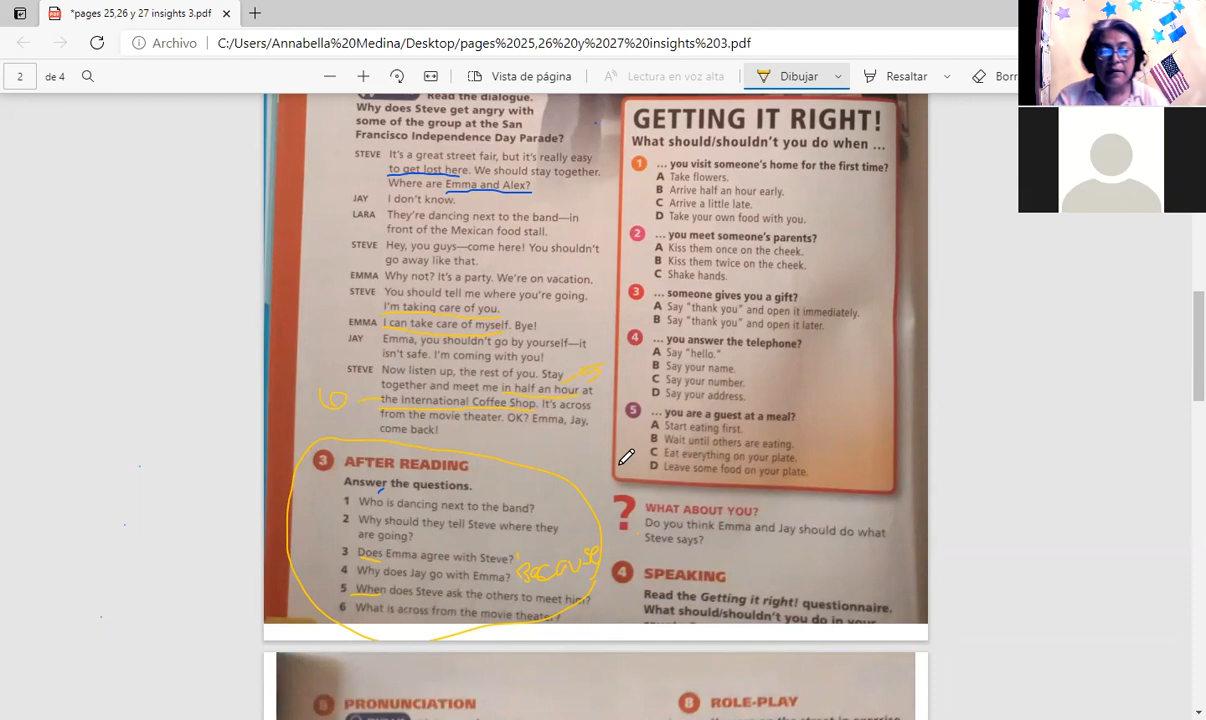 *pages 25,26 y 27 insights 3.pdf
Archivo
C:/Users/Annabella%20Medina/Desktop/pages%2025,26%20y%2027%20insights%203.pdf
2
de 4
Vista de página
Lectura en voz alta
Dibujar
Resaltar
Borr
Read the dialogue.
Why does Steve get angry with
some of the group at the San
Francisco Independence Day Parade?
STEVE It's a great street fair, but it's really easy
to get lost here. We should stay together.
Where are Emma and Alex?
JAY I don't know.
LARA They're dancing next to the band—in
front of the Mexican food stall.
STEVE Hey, you guys—come here! You shouldn't
go away like that.
EMMA Why not? It's a party. We're on vacation.
STEVE You should tell me where you're going.
I'm taking care of you.
EMMA I can take care of myself. Bye!
JAY Emma, you shouldn't go by yourself—it
isn't safe. I'm coming with you!
STEVE Now listen up, the rest of you. Stay
together and meet me in half an hour at
the International Coffee Shop. It's across
from the movie theater. OK? Emma, Jay,
come back!
5
6
3 AFTER READING
Answer the questions.
1 Who is dancing next to the band?
2 Why should they tell Steve where they
are going?
3 Does Emma agree with Steve?
4 Why does Jay go with Emma?
Because
5 When does Steve ask the others to meet him?
6 What is across from the movie theater?
GETTING IT RIGHT!
What should/shouldn't you do when ...
1 ... you visit someone's home for the first time?
A Take flowers.
B Arrive half an hour early.
C Arrive a little late.
D Take your own food with you.
2 ... you meet someone's parents?
A Kiss them once on the cheek.
B Kiss them twice on the cheek.
C Shake hands.
3 ... someone gives you a gift?
A Say "thank you" and open it immediately.
B Say "thank you" and open it later.
4 ... you answer the telephone?
A Say "hello."
B Say your name.
C Say your number.
D Say your address.
5 ... you are a guest at a meal?
A Start eating first.
B Wait until others are eating.
C Eat everything on your plate.
D Leave some food on your plate.
? WHAT ABOUT YOU?
Do you think Emma and Jay should do what
Steve says?
4 SPEAKING
Read the Getting it right! questionnaire.
What should/shouldn't you do in your
PRONUNCIATION
8 ROLE-PLAY